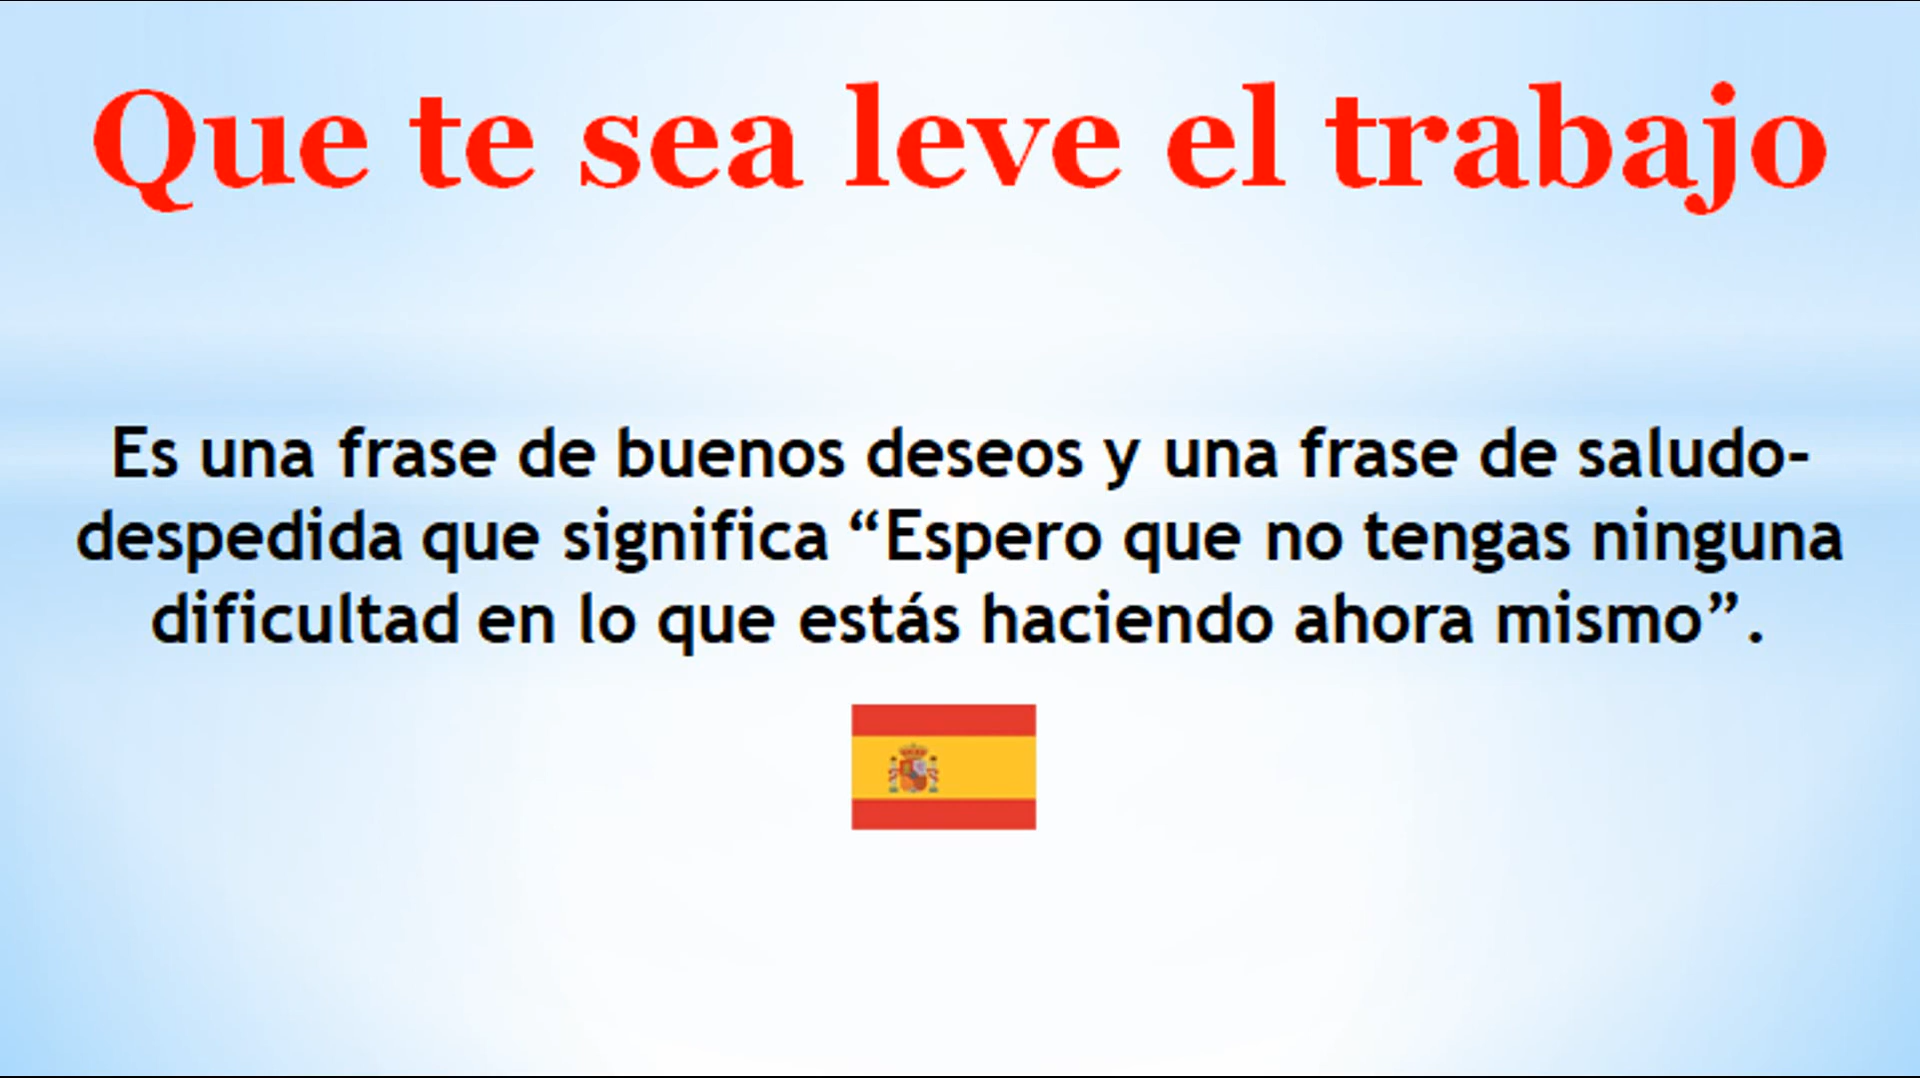 Que te sea leve el trabajo
Es una frase de buenos deseos y una frase de saludo-
despedida que significa “Espero que no tengas ninguna
dificultad en lo que estás haciendo ahora mismo”.